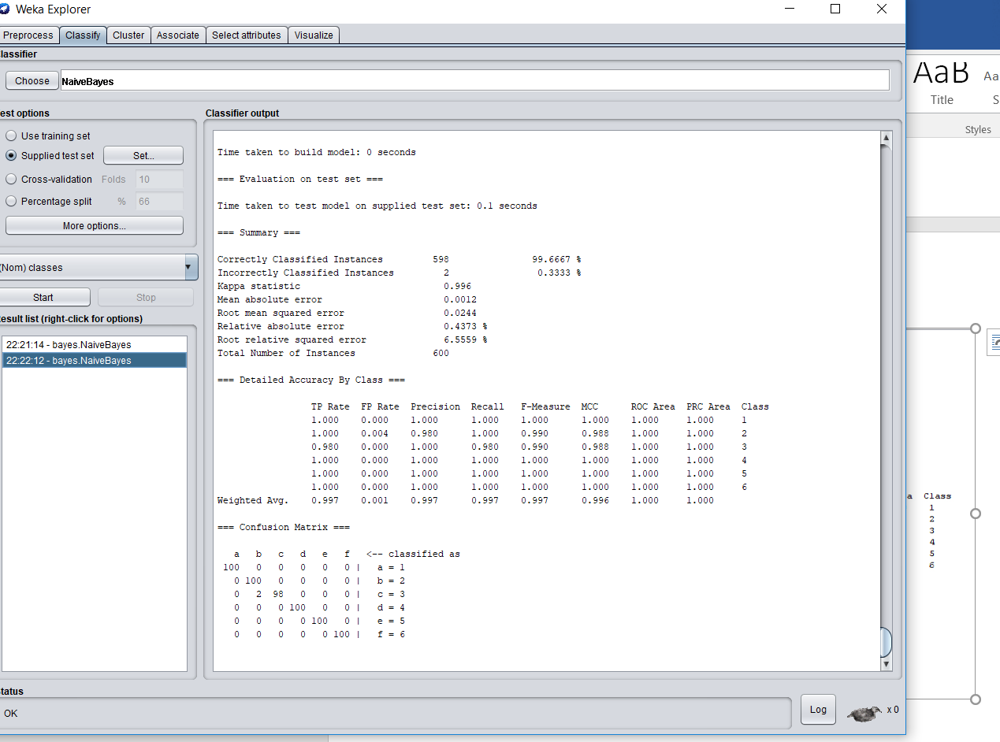 Weka Explorer
Preprocess Classify Cluster Associate Select attributes Visualize
lassifier
Choose NaiveBayes
est options
Use training set
Supplied test set Set...
Cross-validation Folds 10
Percentage split % 66
More options...
(Nom) classes
Start Stop
esult list (right-click for options)
22:21:14 - bayes.NaiveBayes
22:22:12 - bayes.NaiveBayes
Classifier output
Time taken to build model: 0 seconds
=== Evaluation on test set ===
Time taken to test model on supplied test set: 0.1 seconds
=== Summary ===
Correctly Classified Instances 598 99.6667 %
Incorrectly Classified Instances 2 0.3333 %
Kappa statistic 0.996
Mean absolute error 0.0012
Root mean squared error 0.0244
Relative absolute error 0.4373 %
Root relative squared error 6.5559 %
Total Number of Instances 600
=== Detailed Accuracy By Class ===
TP Rate FP Rate Precision Recall F-Measure MCC ROC Area PRC Area Class
1.000 0.000 1.000 1.000 1.000 1.000 1.000 1.000 1
1.000 0.004 0.980 1.000 0.990 0.988 1.000 1.000 2
0.980 0.000 1.000 0.980 0.990 0.988 1.000 1.000 3
1.000 0.000 1.000 1.000 1.000 1.000 1.000 1.000 4
1.000 0.000 1.000 1.000 1.000 1.000 1.000 1.000 5
1.000 0.000 1.000 1.000 1.000 1.000 1.000 1.000 6
Weighted Avg. 0.997 0.001 0.997 0.997 0.997 0.996 1.000 1.000
=== Confusion Matrix ===
a b c d e f <-- classified as
100 0 0 0 0 0 | a = 1
0 100 0 0 0 0 | b = 2
0 2 98 0 0 0 | c = 3
0 0 0 100 0 0 | d = 4
0 0 0 0 100 0 | e = 5
0 0 0 0 0 100 | f = 6
tatus
OK
Log x 0
AaB Aa
Title S
Styles
a Class
1
2
3
4
5
6